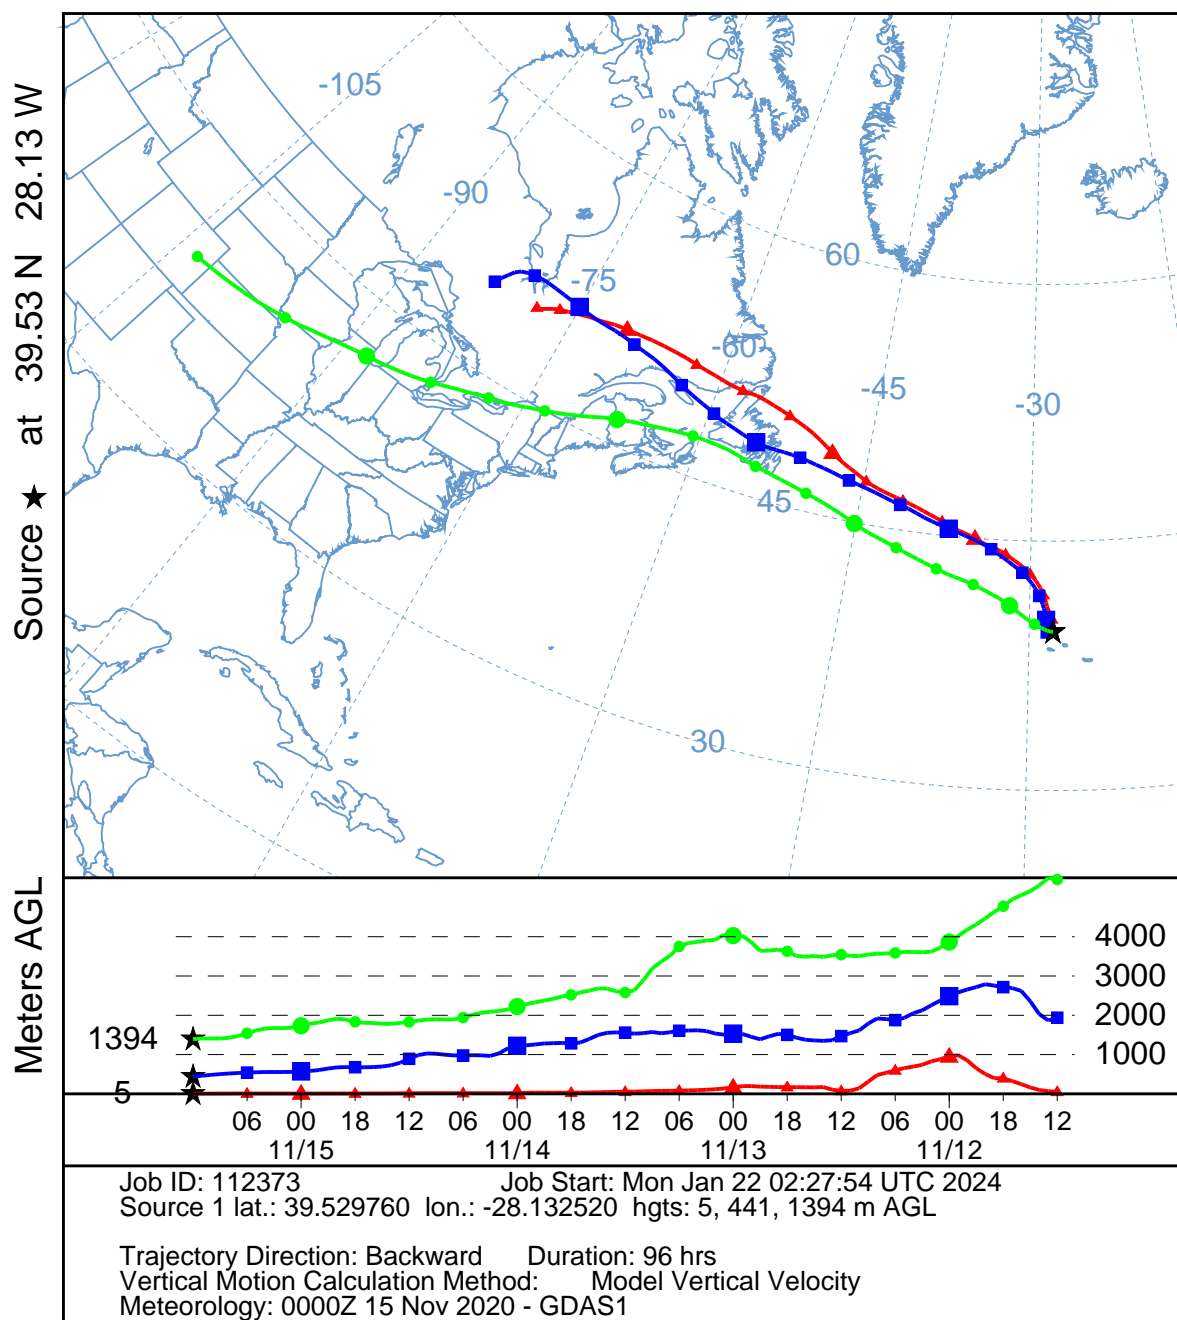 Source ★ at 39.53 N 28.13 W
-105
-90
-75
60
-60
-45
-30
45
30
Meters AGL
4000
3000
2000
1394
1000
5
06 00 18 12 06 00 18 12 06 00 18 12 06 00 18 12
11/15 11/14 11/13 11/12
Job ID: 112373 Job Start: Mon Jan 22 02:27:54 UTC 2024
Source 1 lat.: 39.529760 lon.: -28.132520 hgts: 5, 441, 1394 m AGL
Trajectory Direction: Backward Duration: 96 hrs
Vertical Motion Calculation Method: Model Vertical Velocity
Meteorology: 0000Z 15 Nov 2020 - GDAS1